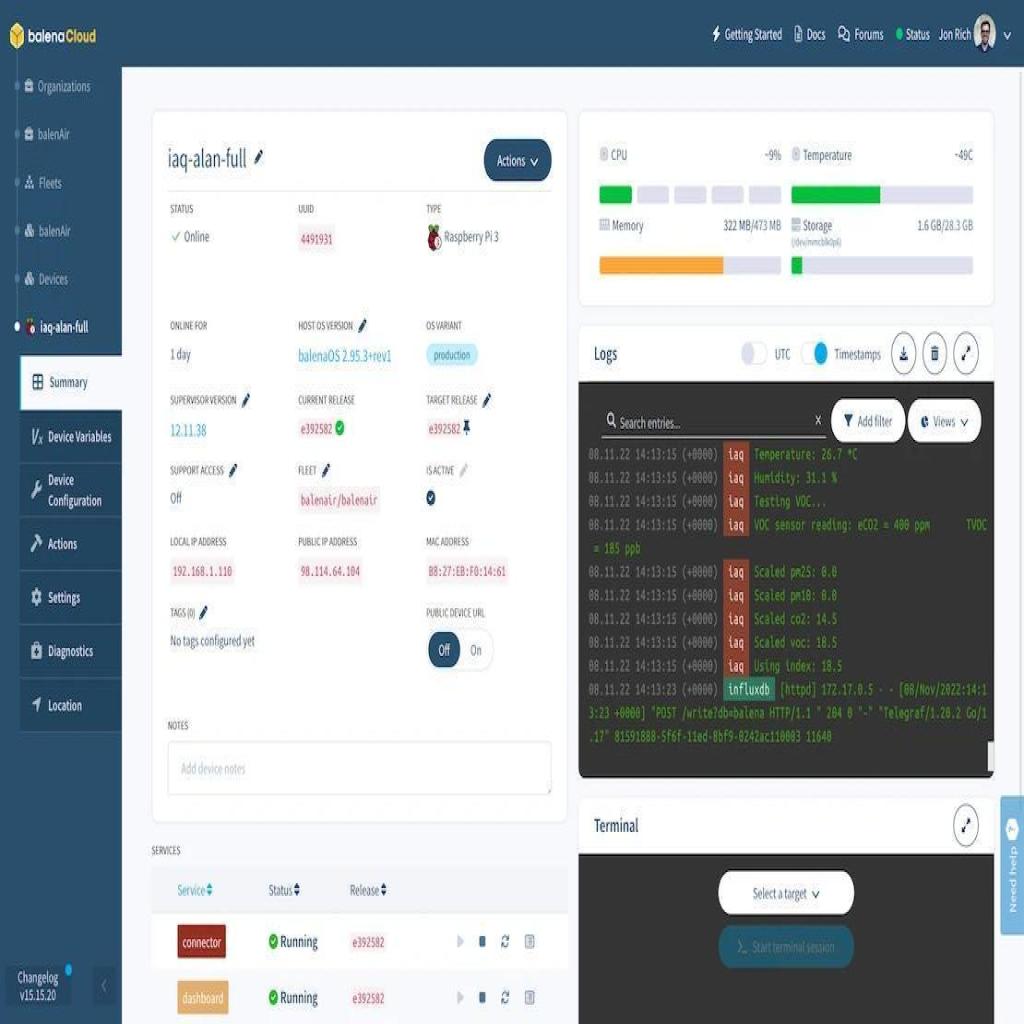 balenaCloud
Getting Started
Docs
Forums
Status
Jon Rich
Organizations
balenAir
Fleets
balenAir
Devices
iaq-alan-full
Summary
Device Variables
Device
Configuration
Actions
Settings
Diagnostics
Location
Changelog
v15.15.20
iaq-alan-full
Actions
STATUS
UUID
TYPE
Online
4491931
Raspberry Pi 3
ONLINE FOR
HOST OS VERSION
OS VARIANT
1 day
balenaOS 2.95.3+rev1
production
SUPERVISOR VERSION
CURRENT RELEASE
TARGET RELEASE
12.11.38
e392582
e392582
SUPPORT ACCESS
FLEET
IS ACTIVE
Off
balenair/balenair
LOCAL IP ADDRESS
PUBLIC IP ADDRESS
MAC ADDRESS
192.168.1.110
98.114.64.104
B8:27:EB:F0:14:61
TAGS (0)
PUBLIC DEVICE URL
No tags configured yet
Off
On
NOTES
Add device notes
SERVICES
Service
Status
Release
connector
Running
e392582
dashboard
Running
e392582
CPU
~9%
Temperature
~49C
Memory
322 MB/473 MB
Storage
1.6 GB/28.3 GB
(/dev/mmcblk0p6)
Logs
UTC
Timestamps
Search entries...
X
Add filter
Views
08.11.22 14:13:15 (+0000) iaq Temperature: 26.7 *C
08.11.22 14:13:15 (+0000) iaq Humidity: 31.1 %
08.11.22 14:13:15 (+0000) iaq Testing VOC...
08.11.22 14:13:15 (+0000) iaq VOC sensor reading: eCO2 = 400 ppm TVOC
= 185 ppb
08.11.22 14:13:15 (+0000) iaq Scaled pm25: 0.0
08.11.22 14:13:15 (+0000) iaq Scaled pm10: 0.0
08.11.22 14:13:15 (+0000) iaq Scaled co2: 14.5
08.11.22 14:13:15 (+0000) iaq Scaled voc: 18.5
08.11.22 14:13:15 (+0000) iaq Using index: 18.5
08.11.22 14:13:23 (+0000) influxdb [httpd] 172.17.0.5 - - [08/Nov/2022:14:1
3:23 +0000] "POST /write?db=balena HTTP/1.1 " 204 0 "-" "Telegraf/1.20.2 Go/1
.17" 81591888-5f6f-11ed-8bf9-0242ac110003 11640
Terminal
Select a target
Start terminal session
Need help